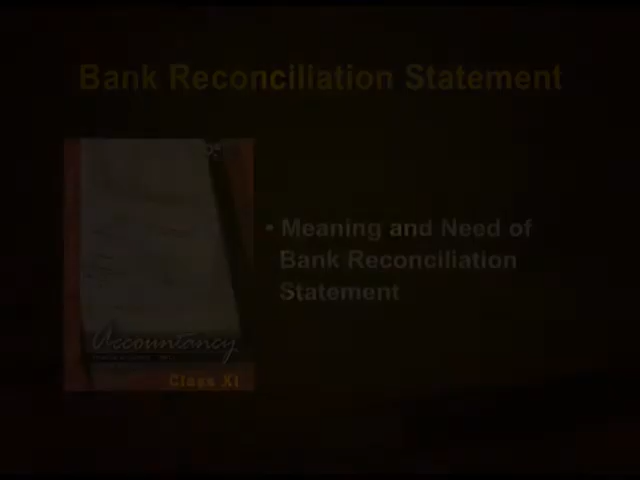 Bank Reconciliation Statement
• Meaning and Need of
Bank Reconciliation
Statement
Accountancy
Class XI